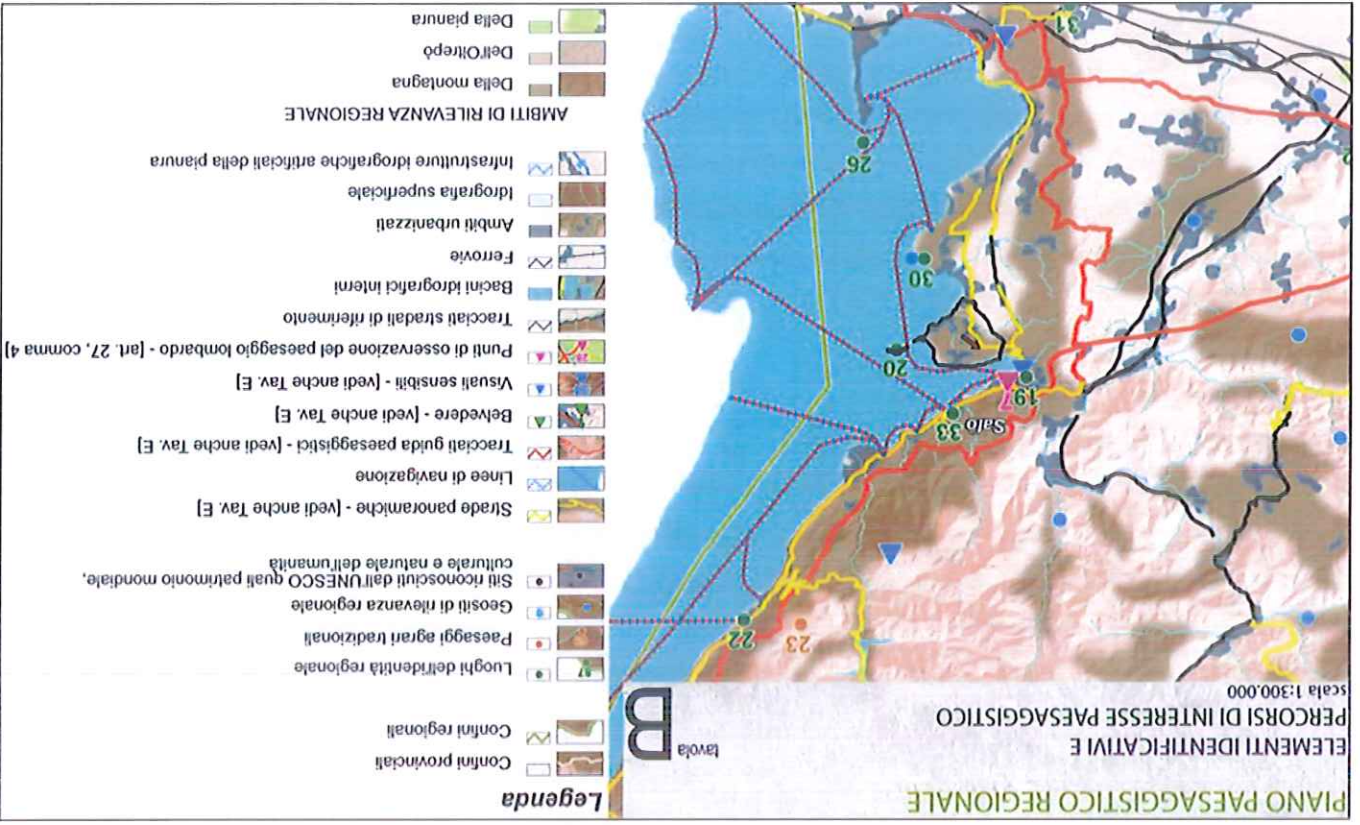 PIANO PAESAGGISTICO REGIONALE
ELEMENTI IDENTIFICATIVI E
PERCORSI DI INTERESSE PAESAGGISTICO
scala 1:300.000
tavola
B
22
23
Salò
33
19
7
20
30
26
31
Legenda
Confini provinciali
Confini regionali
Luoghi dell'identità regionale
Paesaggi agrari tradizionali
Geositi di rilevanza regionale
Siti riconosciuti dall'UNESCO quali patrimonio mondiale,
culturale e naturale dell'umanità
Strade panoramiche - [vedi anche Tav. E]
Linee di navigazione
Tracciati guida paesaggistici - [vedi anche Tav. E]
Belvedere - [vedi anche Tav. E]
Visuali sensibili - [vedi anche Tav. E]
Punti di osservazione del paesaggio lombardo - [art. 27, comma 4]
Tracciati stradali di riferimento
Bacini idrografici interni
Ferrovie
Ambiti urbanizzati
Idrografia superficiale
Infrastrutture idrografiche artificiali della pianura
AMBITI DI RILEVANZA REGIONALE
Della montagna
Dell'Oltrepò
Della pianura